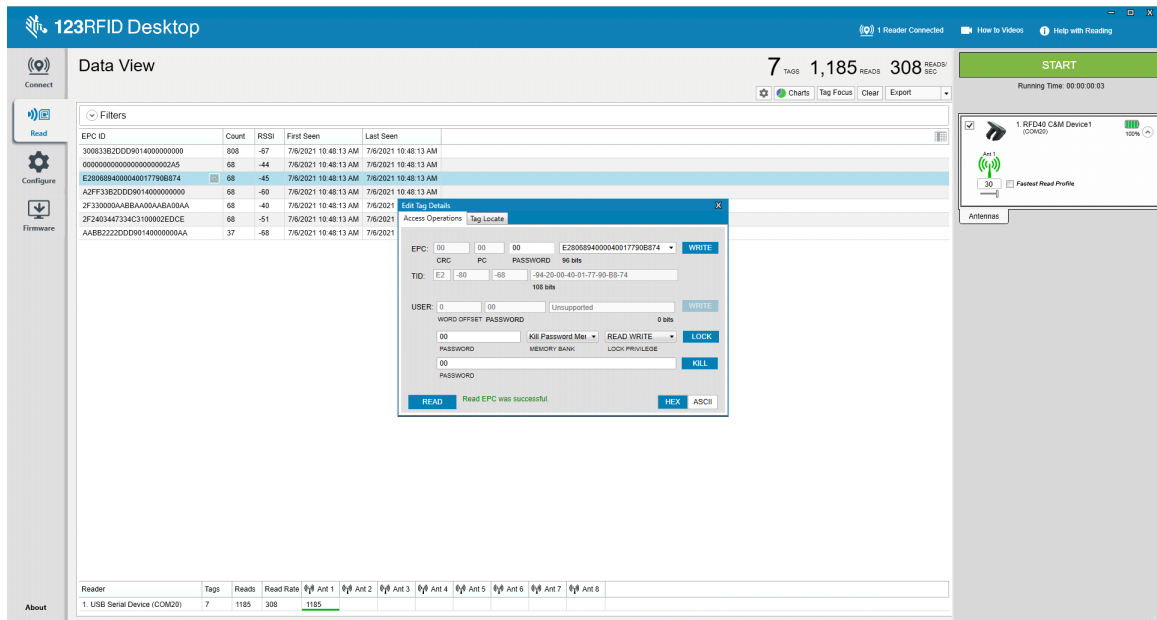 123RFID Desktop
1 Reader Connected
How to Videos
Help with Reading
Connect
Read
Configure
Firmware
About
Data View
7 TAGS 1,185 READS 308 READS/SEC
Charts Tag Focus Clear Export
Filters
EPC ID Count RSSI First Seen Last Seen
300833B2DDD9014000000000 808 -67 7/6/2021 10:48:13 AM 7/6/2021 10:48:13 AM
0000000000000000000002A5 68 -44 7/6/2021 10:48:13 AM 7/6/2021 10:48:13 AM
E2806894000040017790B874 68 -45 7/6/2021 10:48:13 AM 7/6/2021 10:48:13 AM
A2FF33B2DDD9014000000000 68 -60 7/6/2021 10:48:13 AM 7/6/2021 10:48:13 AM
2F330000AABBAA00AABA00AA 68 -40 7/6/2021 10:48:13 AM 7/6/2021
2F2403447334C3100002EDCE 68 -51 7/6/2021 10:48:13 AM 7/6/2021
AABB2222DDD90140000000AA 37 -68 7/6/2021 10:48:13 AM 7/6/2021
Edit Tag Details X
Access Operations Tag Locate
EPC: 00 00 00 E2806894000040017790B874 WRITE
CRC PC PASSWORD 96 bits
TID: E2 -80 -68 -94-20-00-40-01-77-90-B8-74
108 bits
USER: 0 00 Unsupported WRITE
WORD OFFSET PASSWORD 0 bits
00 Kill Password Mer READ WRITE LOCK
PASSWORD MEMORY BANK LOCK PRIVILEGE
00 KILL
PASSWORD
READ Read EPC was successful. HEX ASCII
Reader Tags Reads Read Rate Ant 1 Ant 2 Ant 3 Ant 4 Ant 5 Ant 6 Ant 7 Ant 8
1. USB Serial Device (COM20) 7 1185 308 1185
START
Running Time: 00:00:00:03
1. RFD40 C&M Device1
(COM20)
100%
Ant 1
30 Fastest Read Profile
Antennas